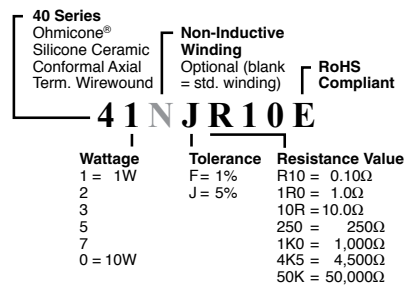 40 Series
Ohmicone®
Silicone Ceramic
Conformal Axial
Term. Wirewound
Non-Inductive
Winding
Optional (blank
= std. winding)
RoHS
Compliant
41NJR10E
Wattage
1 = 1W
2
3
5
7
0 = 10W
Tolerance
F = 1%
J = 5%
Resistance Value
R10 = 0.10Ω
1R0 = 1.0Ω
10R = 10.0Ω
250 = 250Ω
1K0 = 1,000Ω
4K5 = 4,500Ω
50K = 50,000Ω